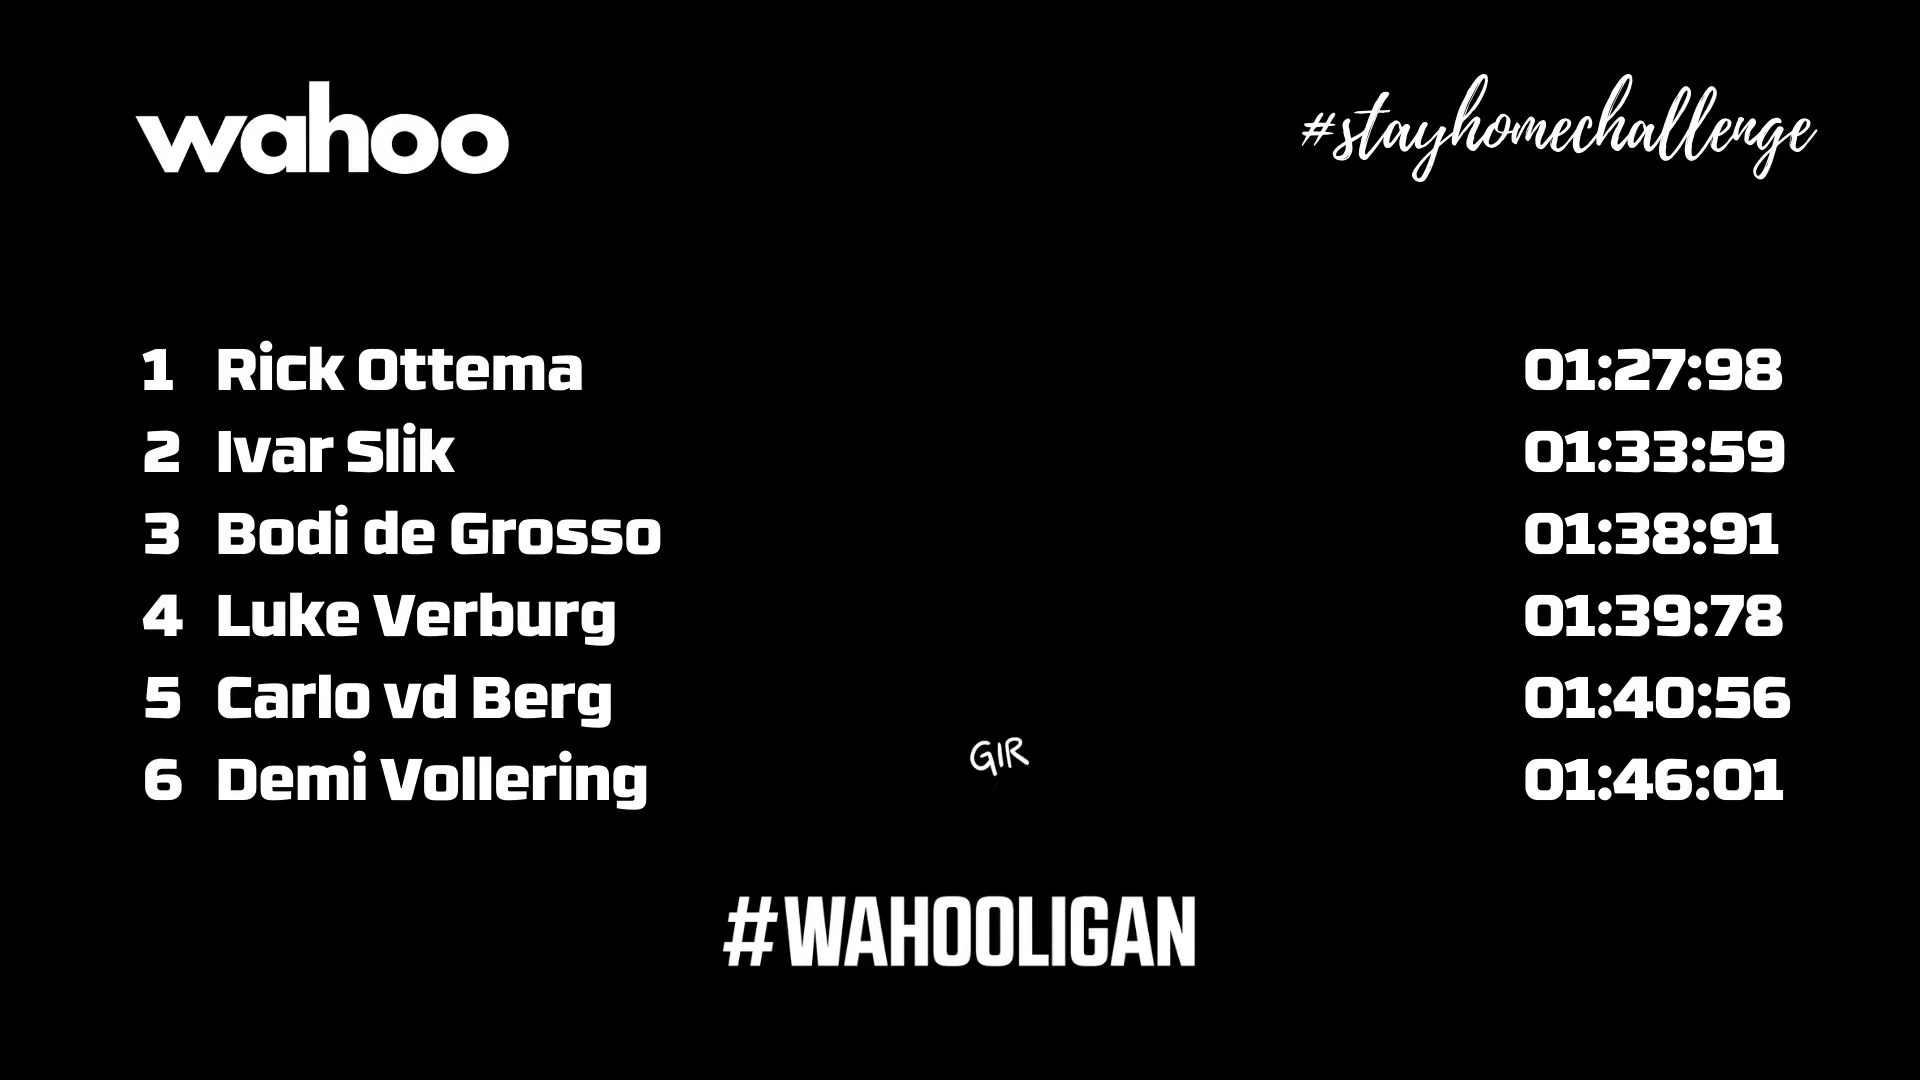 wahoo
#stayhomechallenge
1 Rick Ottema 01:27:98
2 Ivar Slik 01:33:59
3 Bodi de Grosso 01:38:91
4 Luke Verburg 01:39:78
5 Carlo vd Berg 01:40:56
GIR
6 Demi Vollering 01:46:01
#WAHOOLIGAN